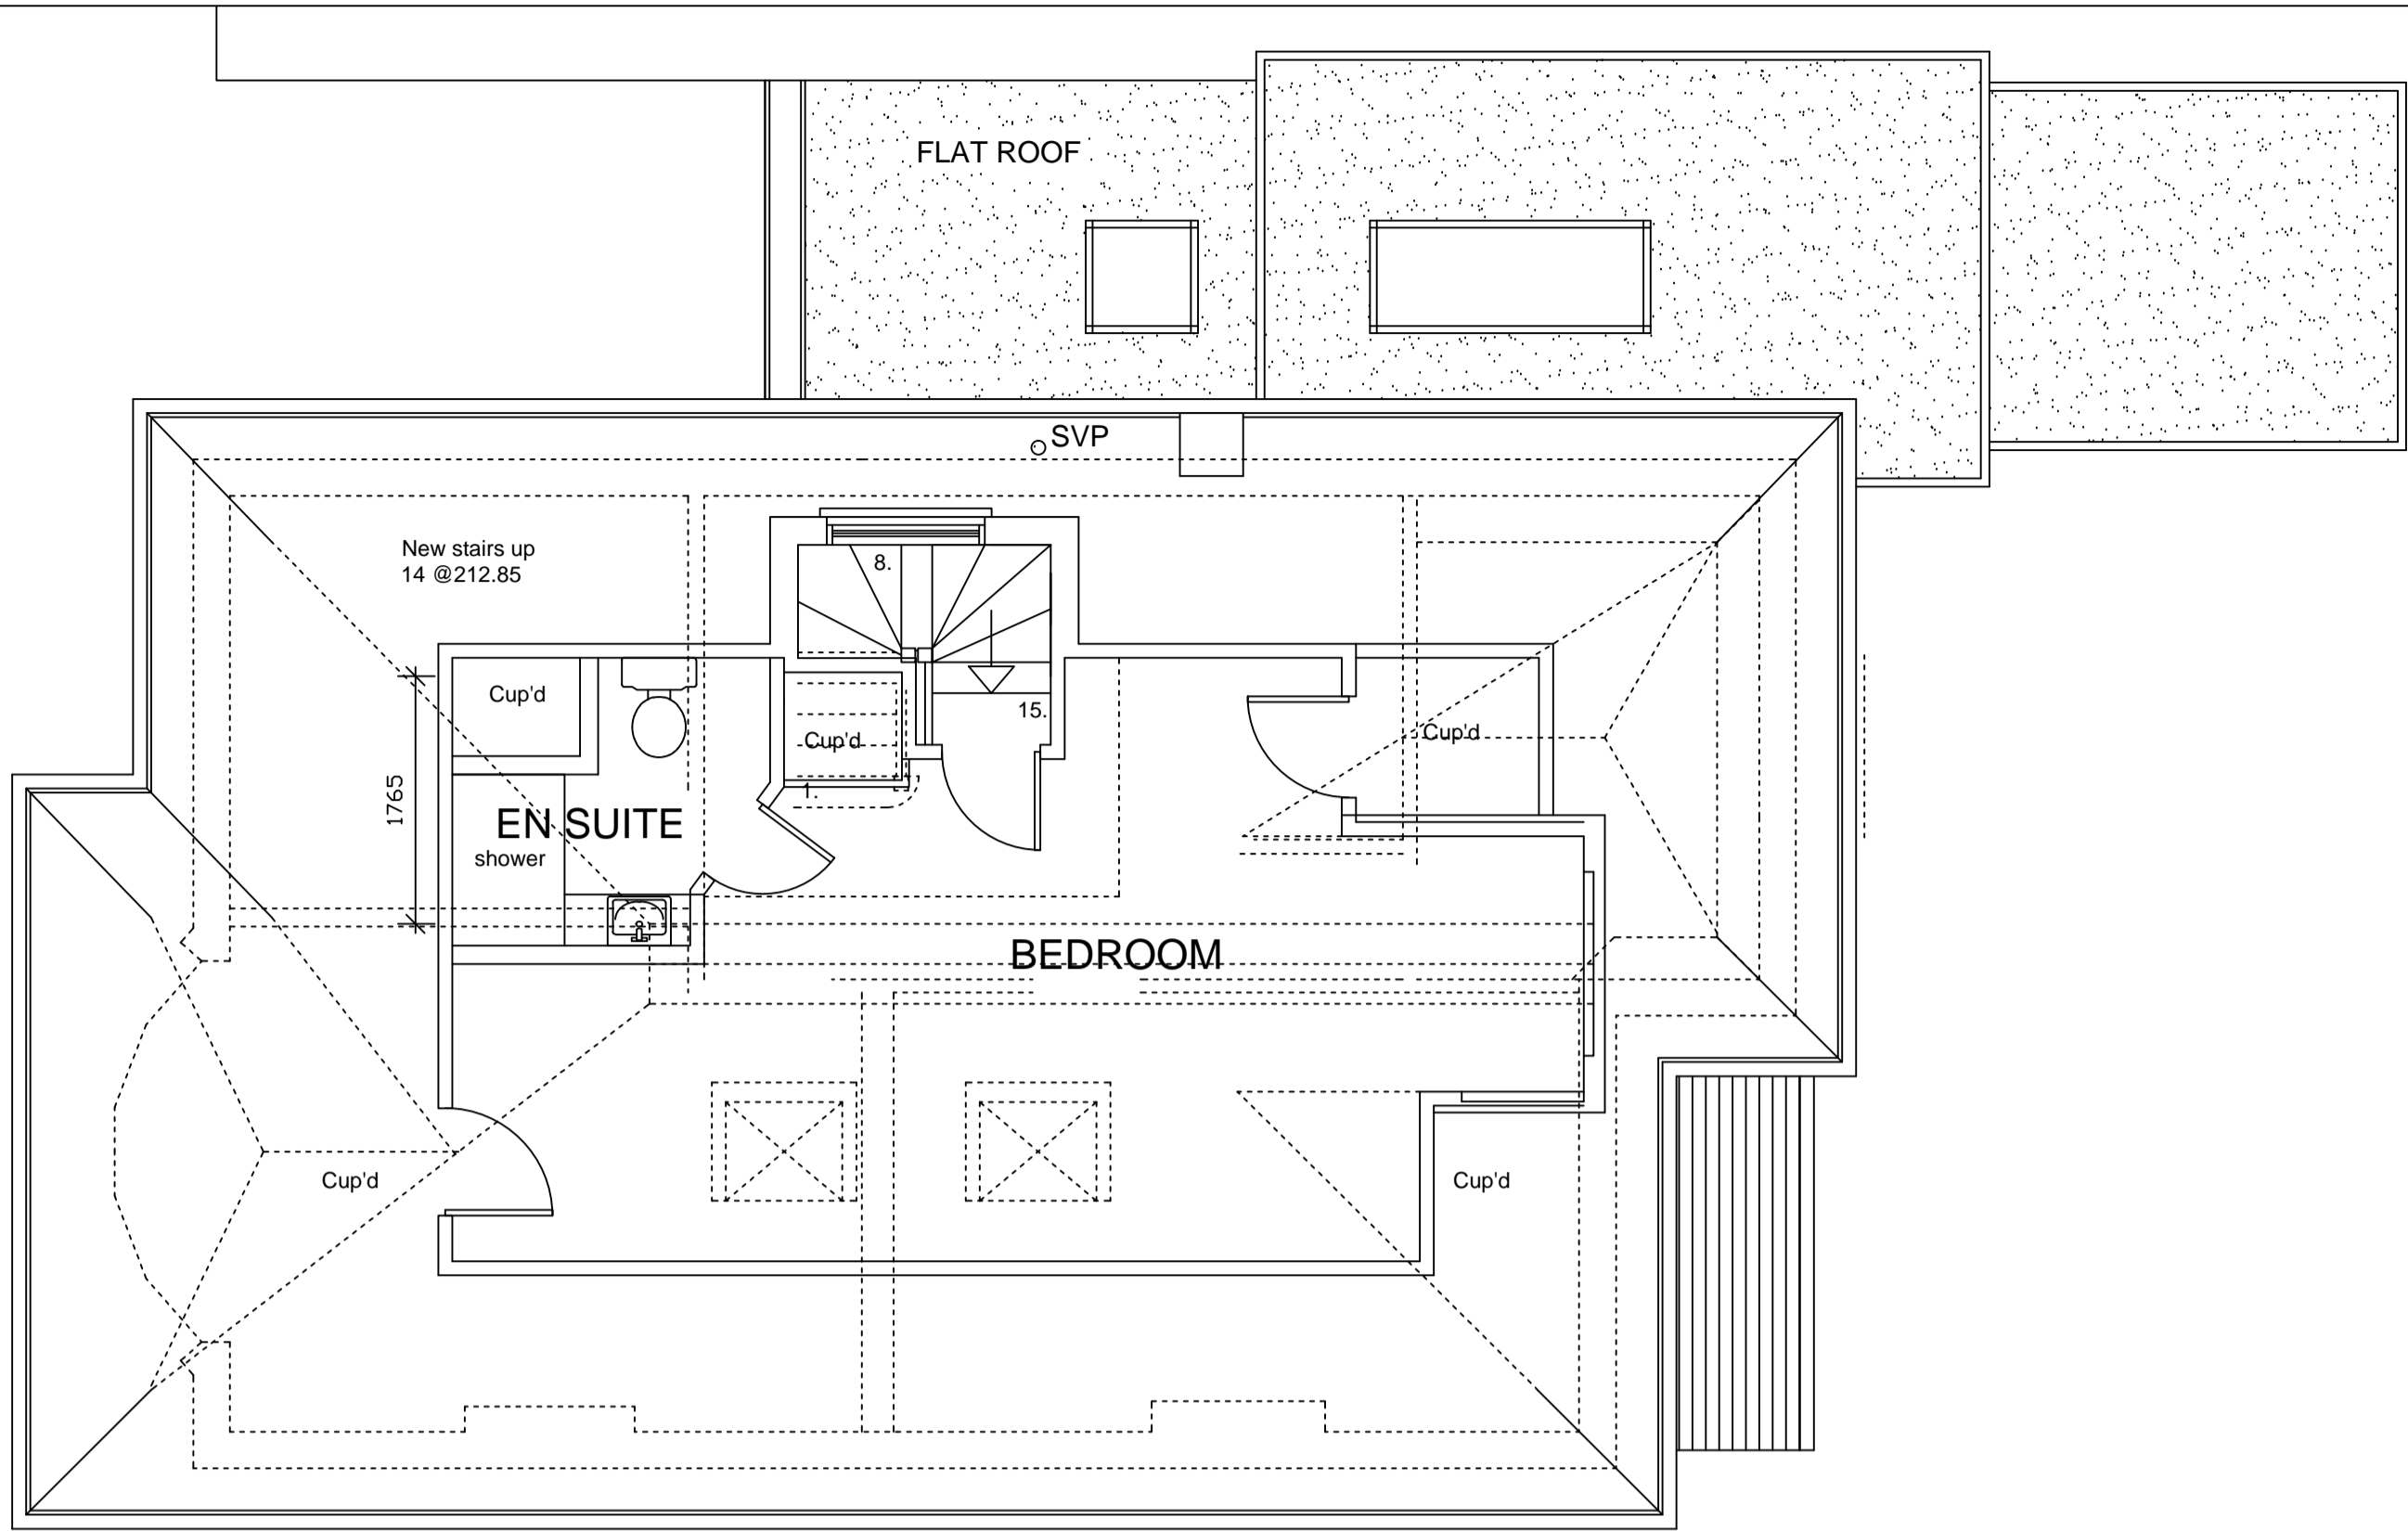 FLAT ROOF
SVP
New stairs up
14 @212.85
8.
Cup'd
15.
Cup'd
Cup'd
1765
1.
EN SUITE
shower
BEDROOM
Cup'd
Cup'd